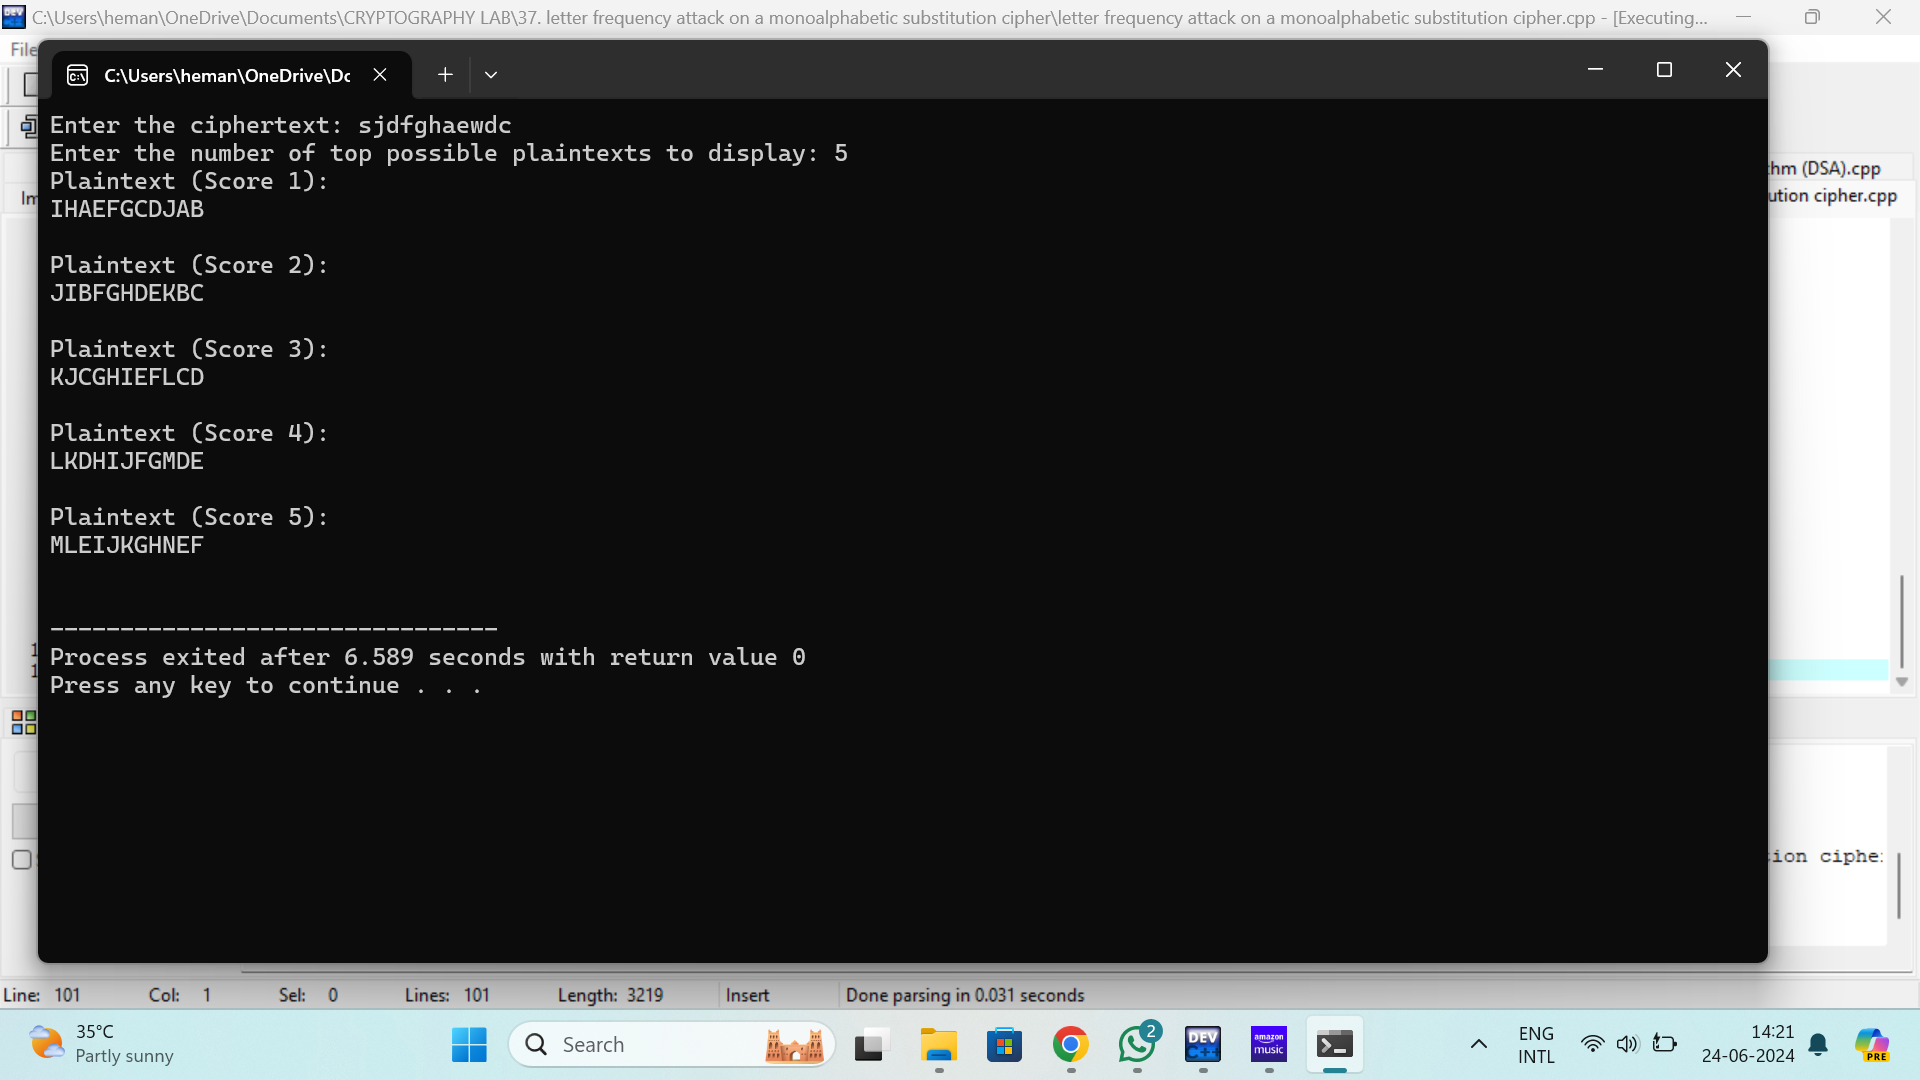 C:\Users\heman\OneDrive\Documents\CRYPTOGRAPHY LAB\37. letter frequency attack on a monoalphabetic substitution cipher\letter frequency attack on a monoalphabetic substitution cipher.cpp - [Executing...
File
C:\Users\heman\OneDrive\Dc
Enter the ciphertext: sjdfghaewdc
Enter the number of top possible plaintexts to display: 5
thm (DSA).cpp
Plaintext (Score 1):
ution cipher.cpp
IHAEFGCDJAB
Plaintext (Score 2):
JIBFGHDEKBC
Plaintext (Score 3):
KJCGHIEFLCD
Plaintext (Score 4):
LKDHIJFGMDE
Plaintext (Score 5):
MLEIJKGHNEF
--------------------------------
Process exited after 6.589 seconds with return value 0
Press any key to continue . . .
tion cipher
Line: 101 Col: 1 Sel: 0 Lines: 101 Length: 3219 Insert Done parsing in 0.031 seconds
35°C
Partly sunny
Search
2
DEV
C++
amazon
music
ENG
INTL
14:21
24-06-2024
PRE